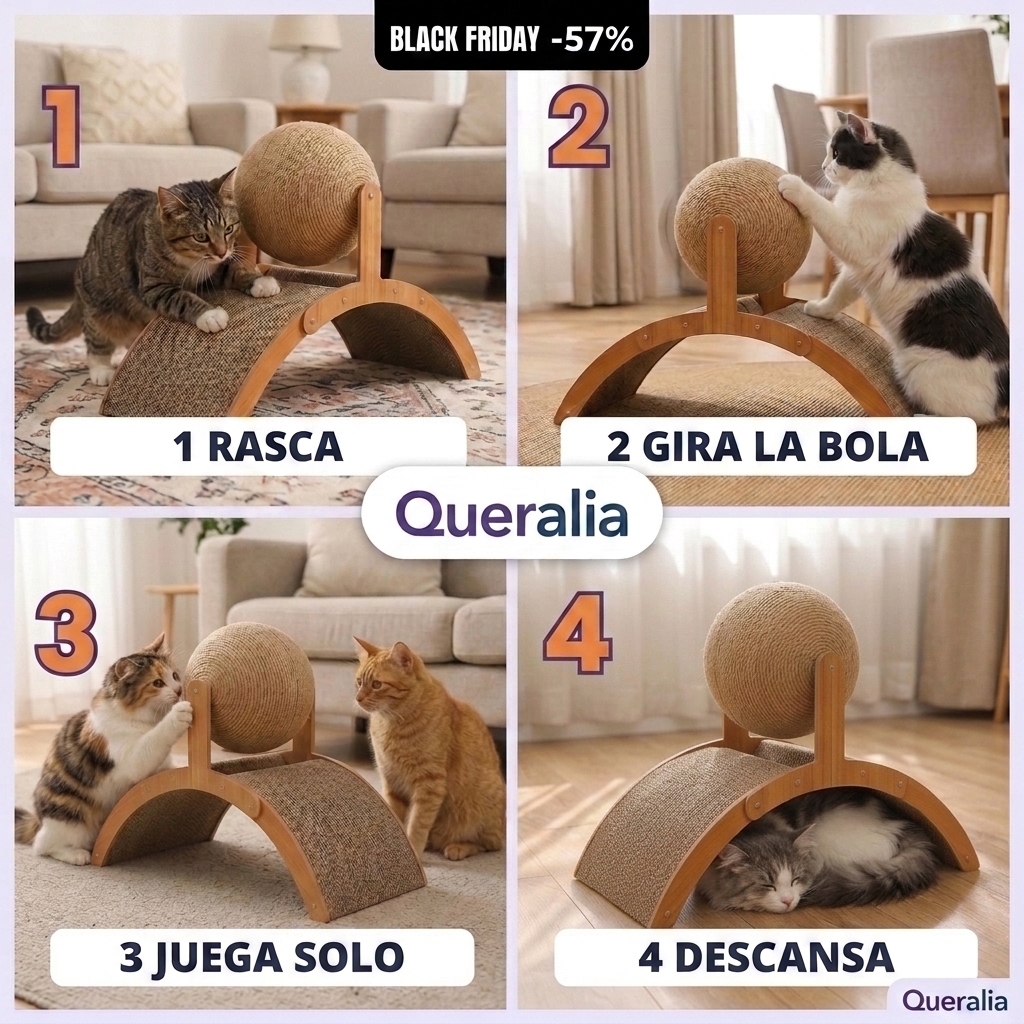 BLACK FRIDAY -57%
1
2
1 RASCA
2 GIRA LA BOLA
Queralia
3
4
3 JUEGA SOLO
4 DESCANSA
Queralia